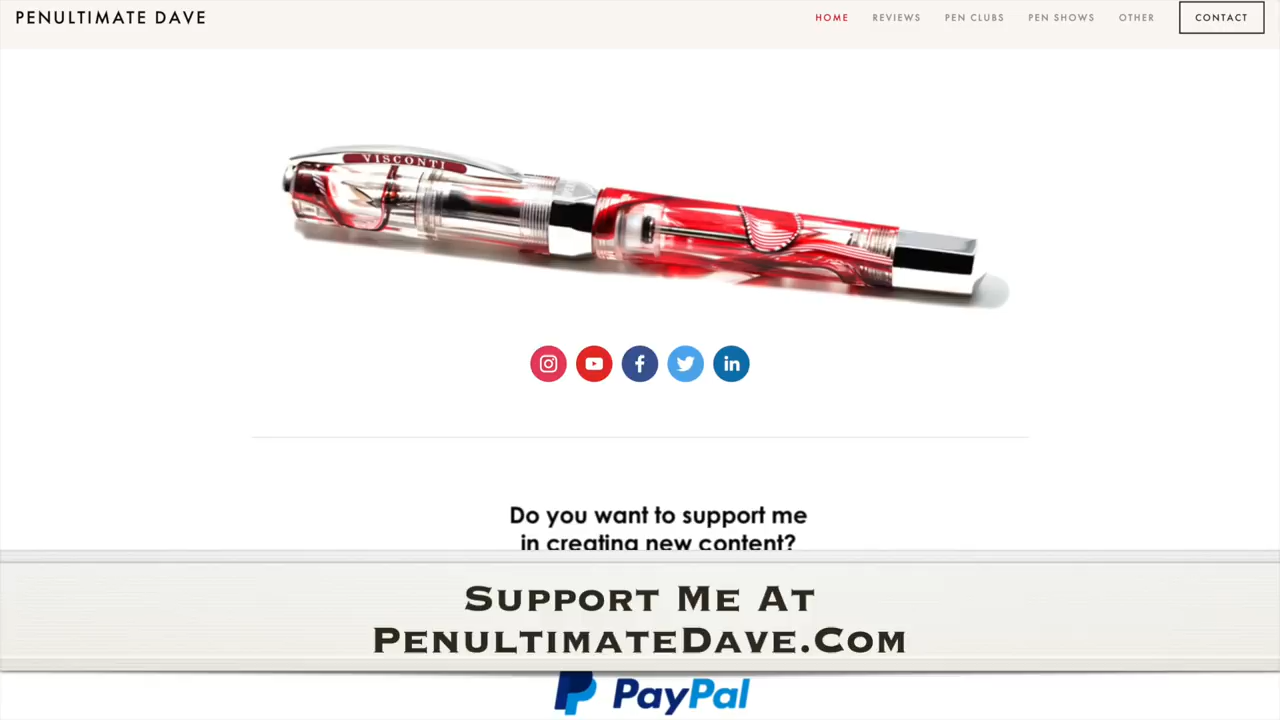 PENULTIMATE DAVE
HOME REVIEWS PEN CLUBS PEN SHOWS OTHER CONTACT
VISCONTI
Do you want to support me
in creating new content?
Support Me At
PenultimateDave.Com
PayPal